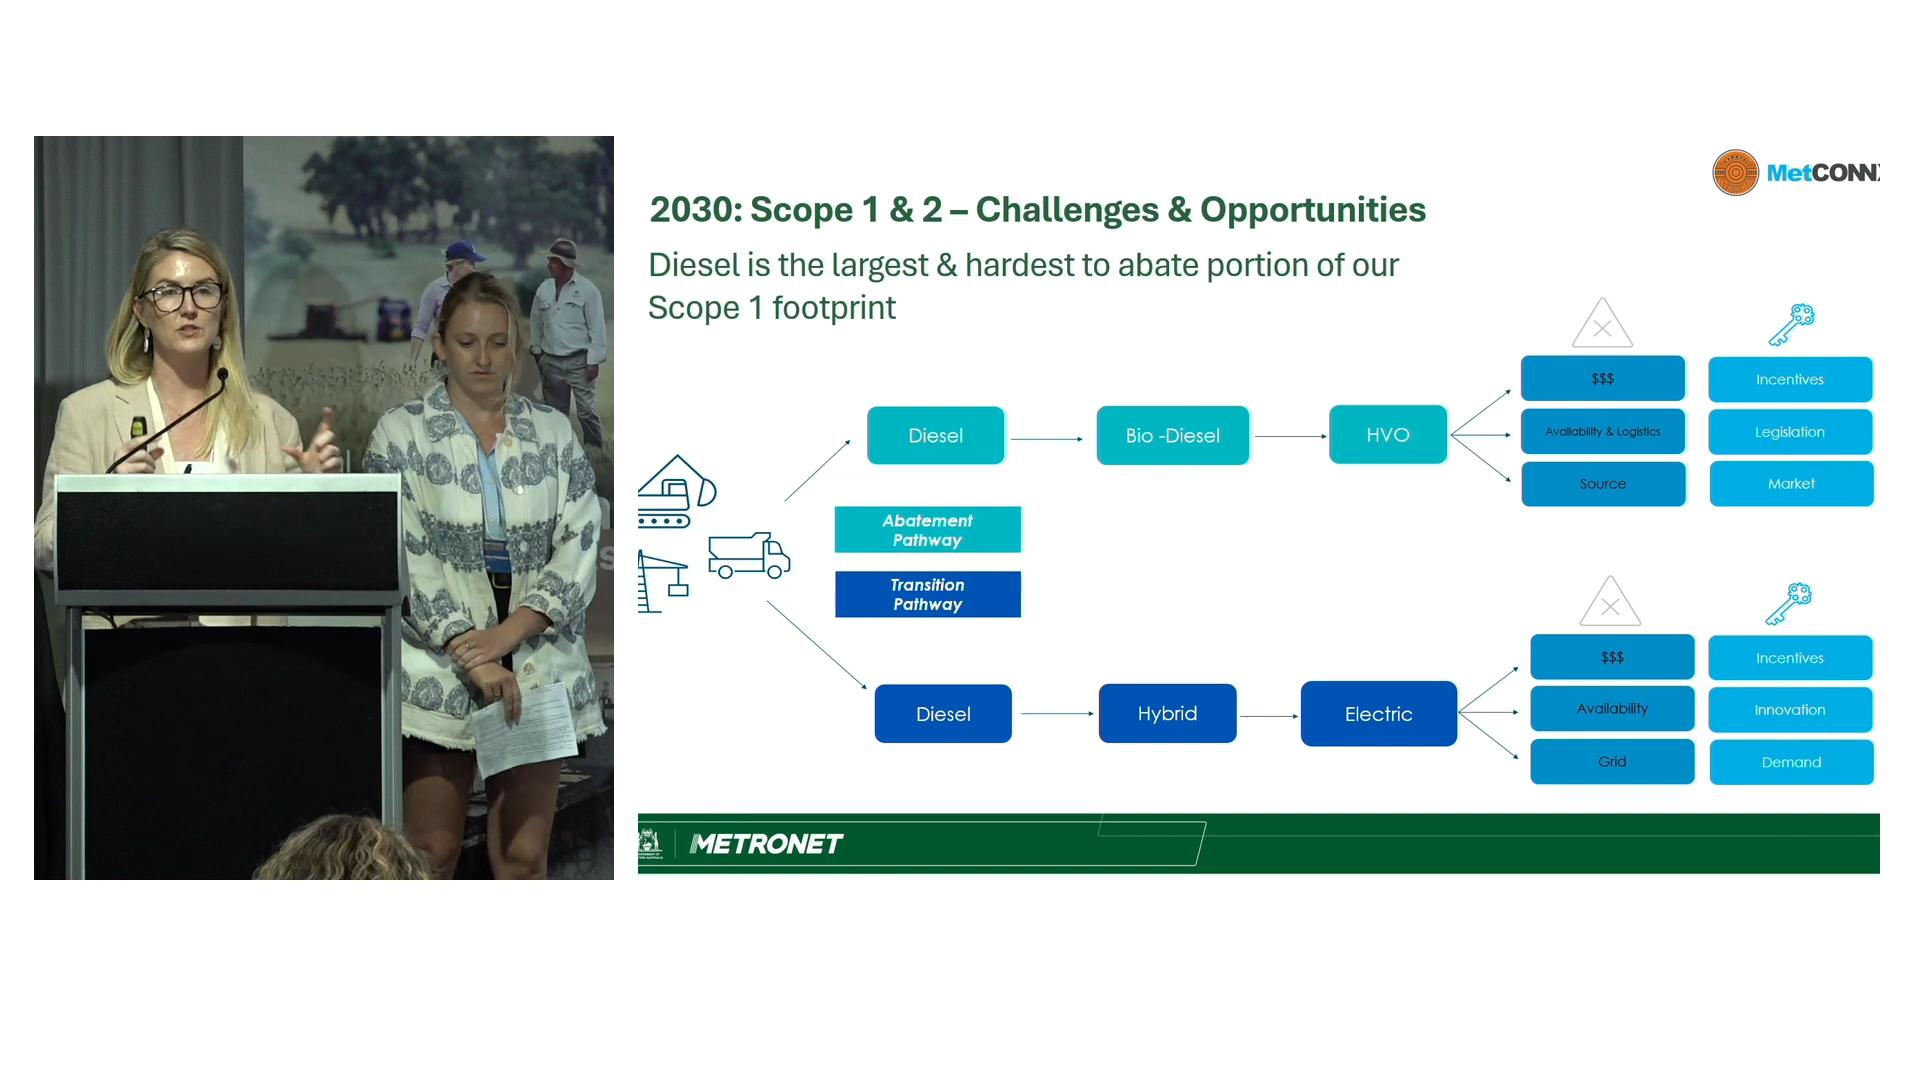 MetCONN
2030: Scope 1 & 2 – Challenges & Opportunities
Diesel is the largest & hardest to abate portion of our
Scope 1 footprint
$$$
Incentives
Diesel
Bio -Diesel
HVO
Availability & Logistics
Legislation
Source
Market
Abatement
Pathway
Transition
Pathway
$$$
Incentives
Diesel
Hybrid
Electric
Availability
Innovation
Grid
Demand
METRONET